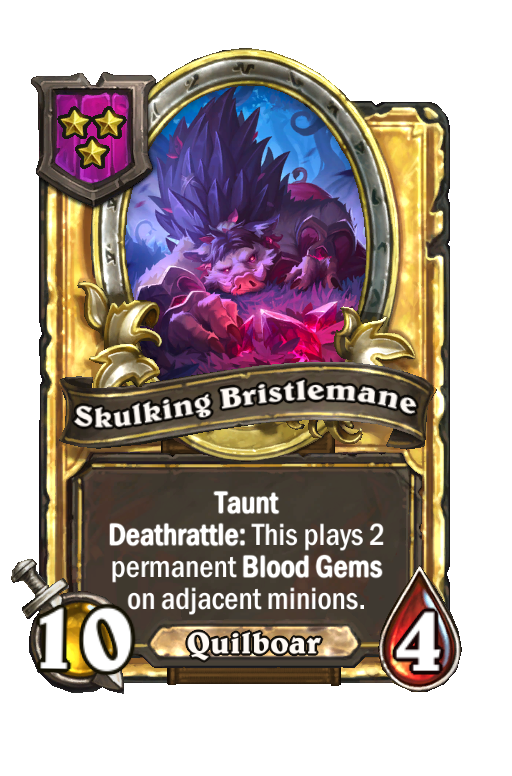 Skulking Bristlemane
Taunt
Deathrattle: This plays 2
permanent Blood Gems
on adjacent minions.
10
Quilboar
4